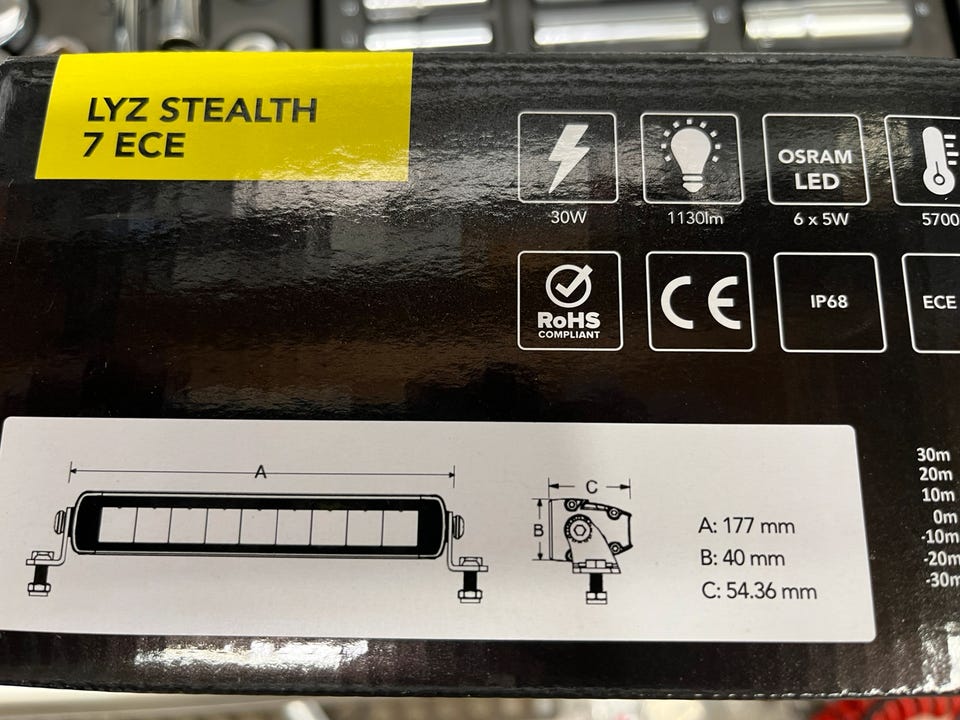 LYZ STEALTH
7 ECE
OSRAM
LED
30W
1130lm
6 x 5W
5700
RoHS
COMPLIANT
CE
IP68
ECE
A
C
B
A: 177 mm
B: 40 mm
C: 54.36 mm
30m
20m
10m
0m
-10m
-20m
-30m